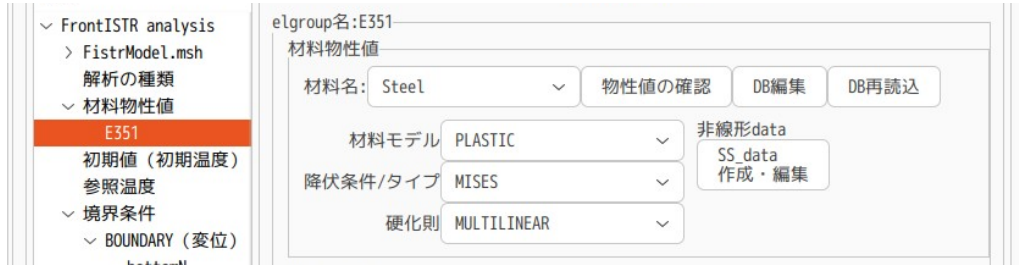 FrontISTR analysis
FistrModel.msh
解析の種類
材料物性値
E351
初期値（初期温度）
参照温度
境界条件
BOUNDARY（変位）
elgroup名:E351
材料物性値
材料名: Steel 物性値の確認 DB編集 DB再読込
材料モデル PLASTIC
降伏条件/タイプ MISES
硬化則 MULTILINEAR
非線形data
SS_data
作成・編集